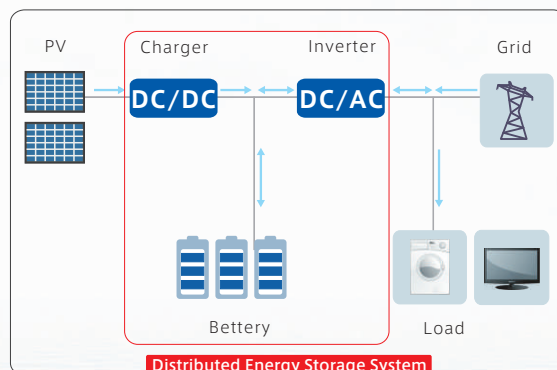 PV
Charger
Inverter
Grid
DC/DC
DC/AC
Bettery
Load
Distributed Energy Storage System